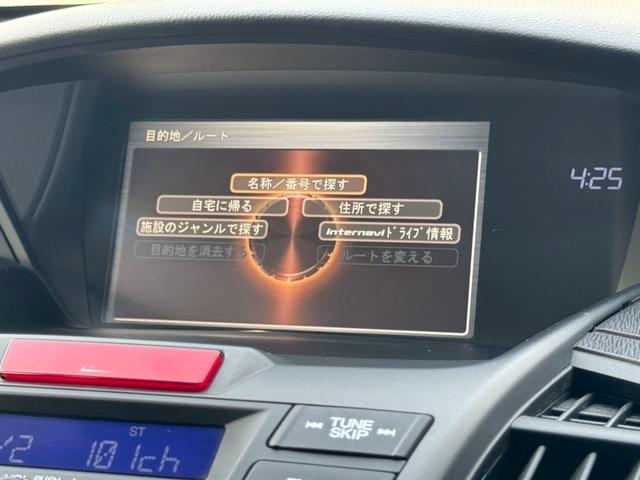 目的地／ルート
4:25
名称／番号で探す
自宅に帰る
住所で探す
施設のジャンルで探す
internaviﾄﾞﾗｲﾌﾞ情報
目的地を消去す
ルートを変える
TUNE
SKIP
ST
101ch